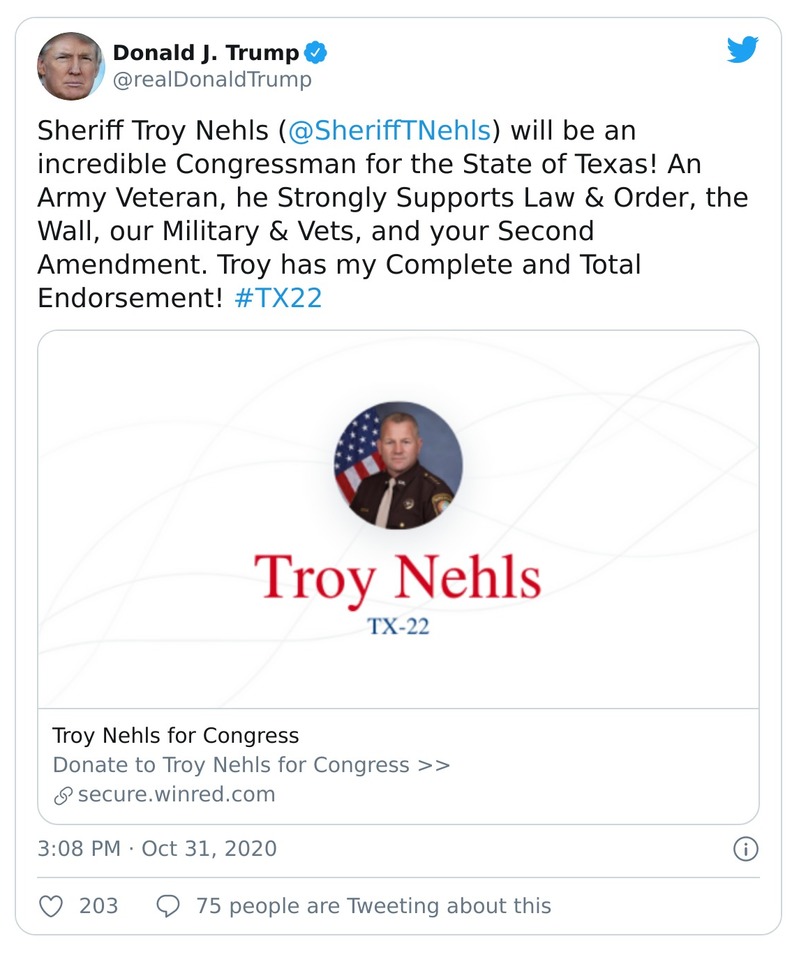 Donald J. Trump
@realDonaldTrump
Sheriff Troy Nehls (@SheriffTNehls) will be an
incredible Congressman for the State of Texas! An
Army Veteran, he Strongly Supports Law & Order, the
Wall, our Military & Vets, and your Second
Amendment. Troy has my Complete and Total
Endorsement! #TX22
Troy Nehls
TX-22
Troy Nehls for Congress
Donate to Troy Nehls for Congress >>
secure.winred.com
3:08 PM · Oct 31, 2020
203 75 people are Tweeting about this